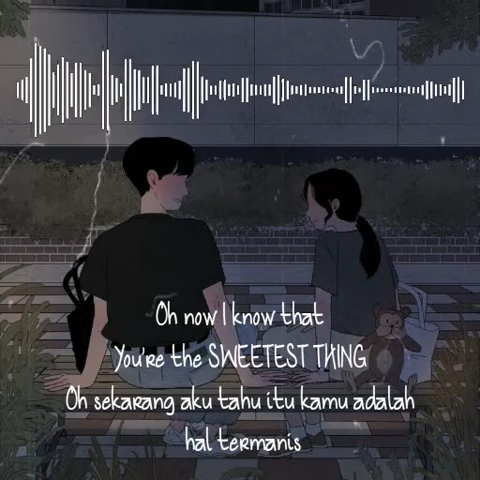 Oh now I know that
You're the SWEETEST THING
Oh sekarang aku tahu itu kamu adalah
hal termanis